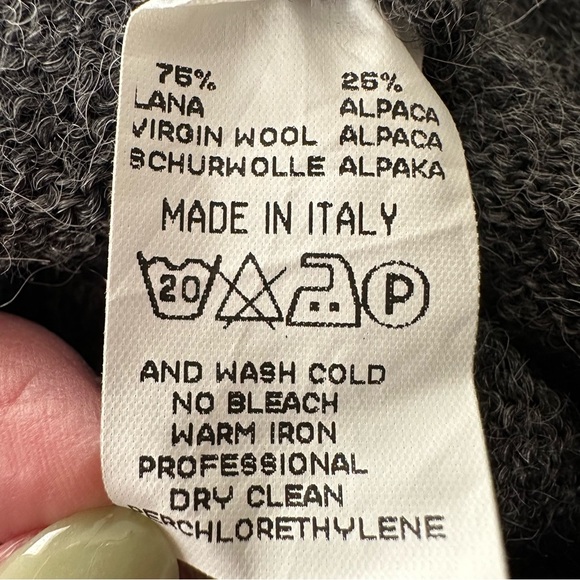 75% 25%
LANA ALPACA
VIRGIN WOOL ALPACA
SCHURWOLLE ALPAKA
MADE IN ITALY
20 P
AND WASH COLD
NO BLEACH
WARM IRON
PROFESSIONAL
DRY CLEAN
PERCHLORETHYLENE